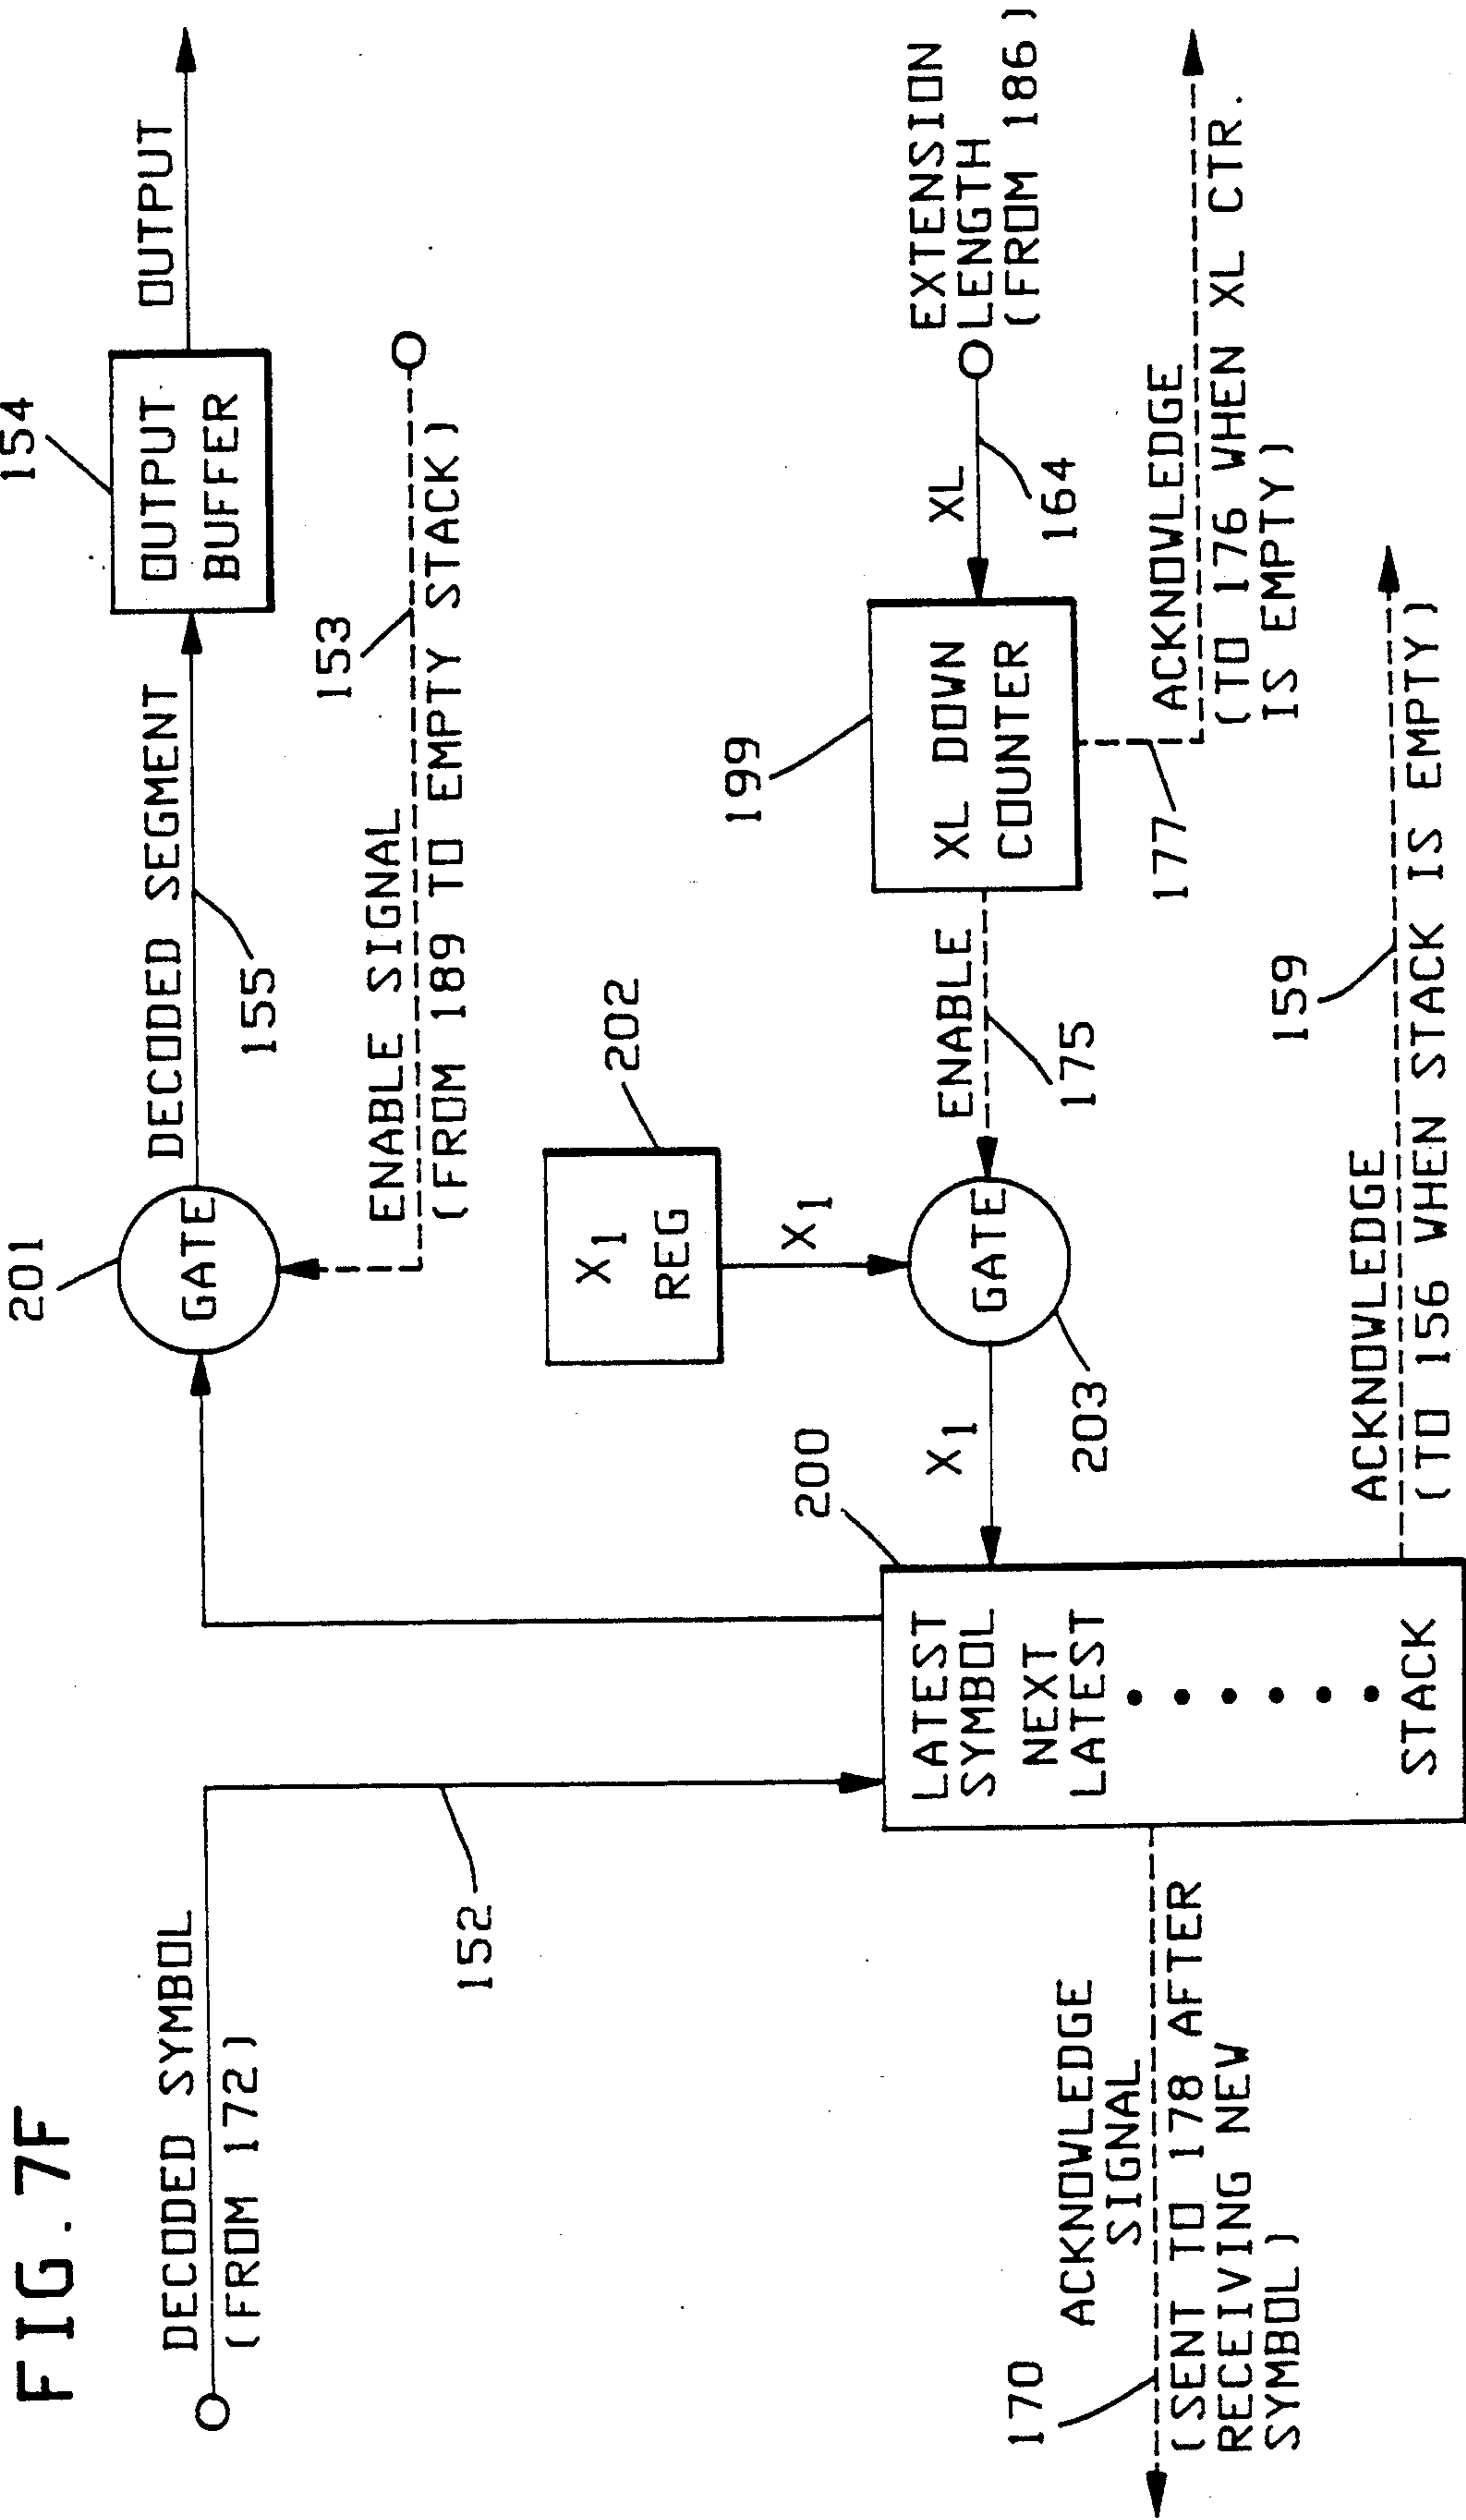 FIG. 7F
DECODED SYMBOL
(FROM 172)
152
201
GATE
DECODED SEGMENT
155
154
OUTPUT
BUFFER
OUTPUT
153
ENABLE SIGNAL
(FROM 189 TO EMPTY STACK)
202
X1
REG
X1
GATE
203
X1
ENABLE
175
199
XL DOWN
COUNTER
XL
164
EXTENSION
LENGTH
(FROM 186)
177
ACKNOWLEDGE
(TO 176 WHEN XL CTR.
IS EMPTY)
200
LATEST
SYMBOL
NEXT
LATEST
STACK
159
ACKNOWLEDGE
(TO 156 WHEN STACK IS EMPTY)
170
ACKNOWLEDGE
SIGNAL
(SENT TO 178 AFTER
RECEIVING NEW
SYMBOL)